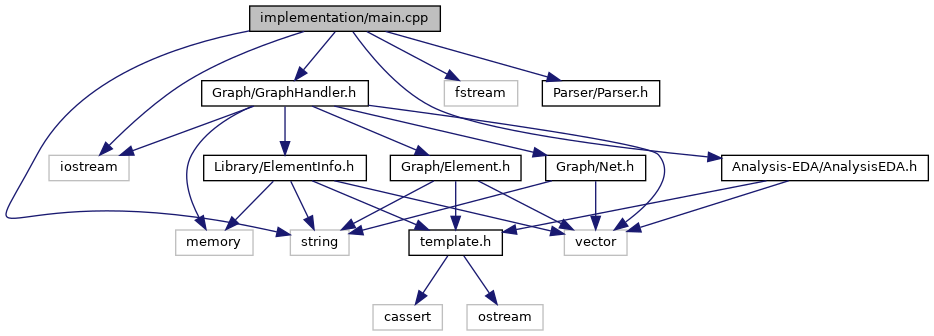 implementation/main.cpp
Graph/GraphHandler.h
fstream
Parser/Parser.h
iostream
Library/ElementInfo.h
Graph/Element.h
Graph/Net.h
Analysis-EDA/AnalysisEDA.h
memory
string
template.h
vector
cassert
ostream